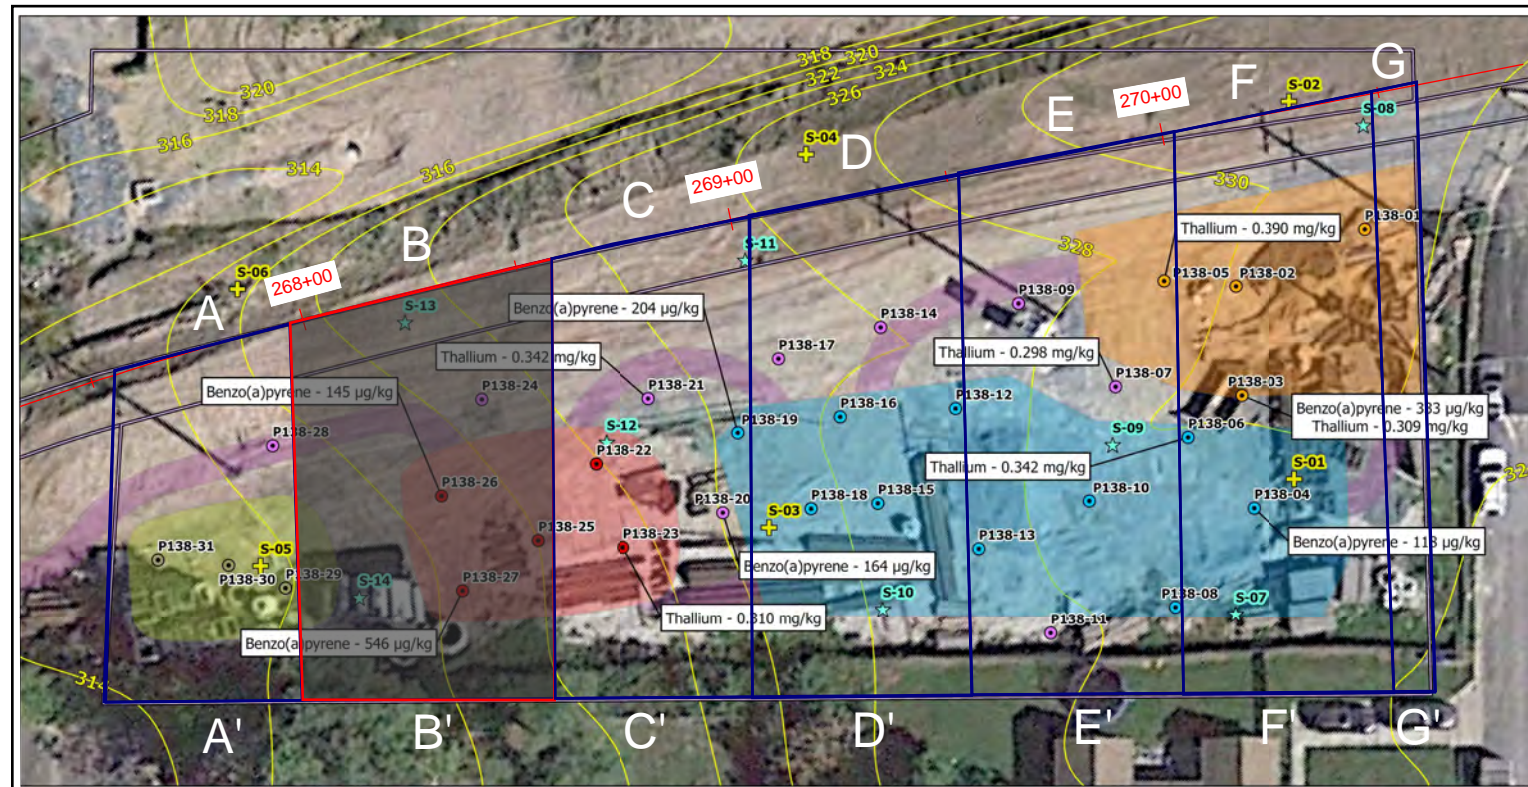 318
320
322
324
326
320
318
316
314
316
G
F
E
D
C
B
A
270+00
269+00
268+00
S-02
S-08
S-04
330
P138-01
Thallium - 0.390 mg/kg
328
S-11
S-06
P138-05
P138-02
P138-09
S-13
Benzo(a)pyrene - 204 µg/kg
P138-14
P138-17
Thallium - 0.342 mg/kg
Thallium - 0.298 mg/kg
P138-07
P138-03
Benzo(a)pyrene - 145 µg/kg
P138-24
P138-21
P138-12
P138-16
P138-19
Benzo(a)pyrene - 383 µg/kg
Thallium - 0.309 mg/kg
P138-28
S-12
S-09
P138-06
P138-22
Thallium - 0.342 mg/kg
S-01
P138-26
P138-20
P138-18
P138-15
P138-10
P138-04
S-03
P138-25
P138-23
P138-13
Benzo(a)pyrene - 118 µg/kg
P138-31
S-05
P138-30
P138-29
S-14
P138-27
Benzo(a)pyrene - 164 µg/kg
P138-08
S-10
S-07
Thallium - 0.310 mg/kg
P138-11
Benzo(a)pyrene - 546 µg/kg
314
A'
B'
C'
D'
E'
F'
G'